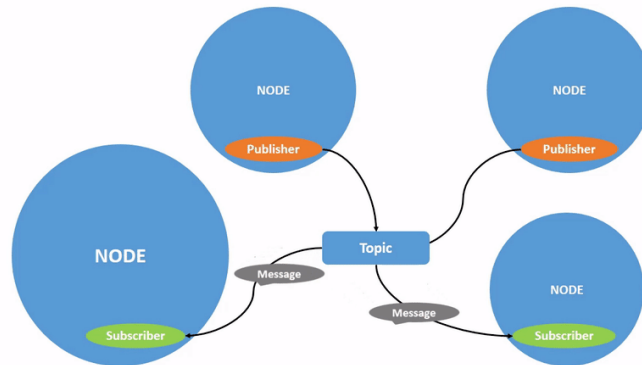 NODE
NODE
Publisher
Publisher
Topic
NODE
Message
NODE
Message
Subscriber
Subscriber